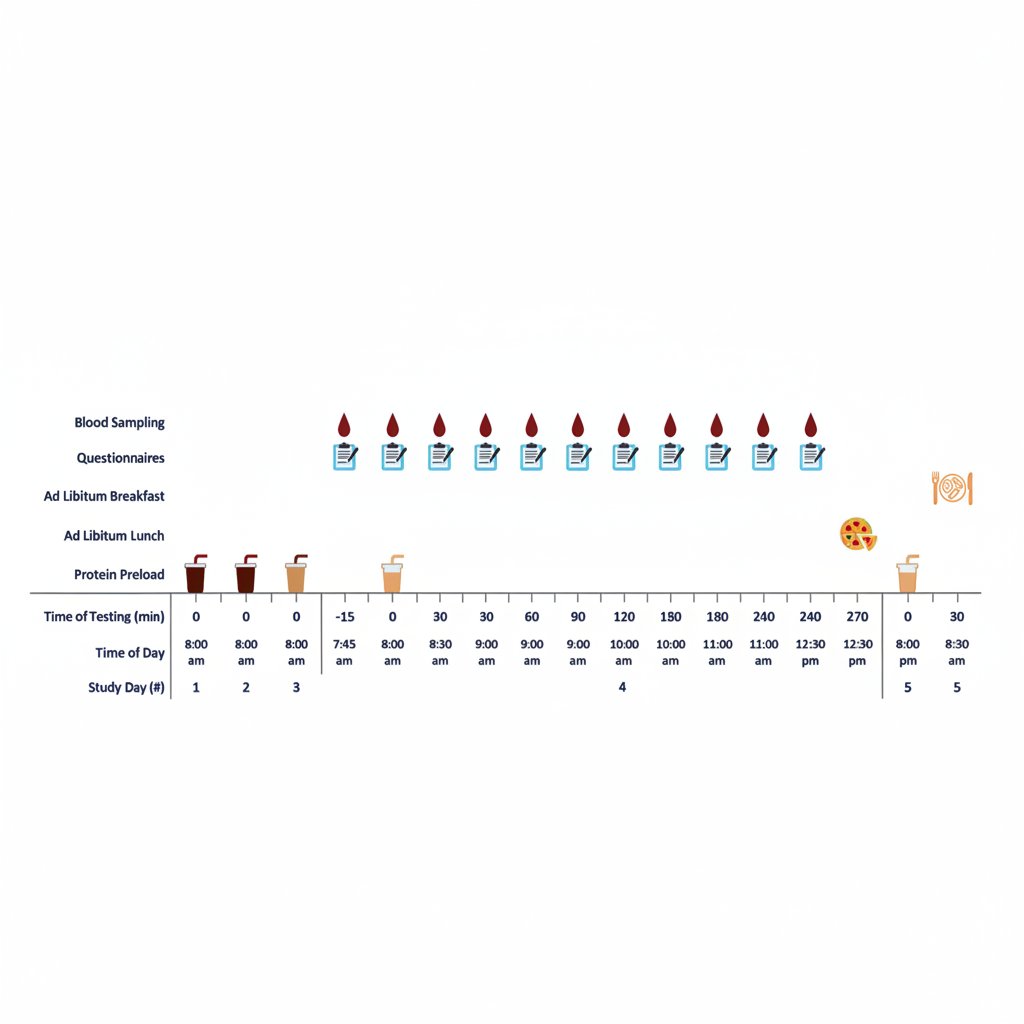 Blood Sampling
Questionnaires
Ad Libitum Breakfast
Ad Libitum Lunch
Protein Preload
Time of Testing (min) 0 0 0 -15 0 30 30 60 90 120 150 180 240 240 270 0 30
Time of Day 8:00 am 8:00 am 8:00 am 7:45 am 8:00 am 8:30 am 9:00 am 9:00 am 9:00 am 10:00 am 10:00 am 11:00 am 11:00 am 12:30 pm 12:30 pm 8:00 pm 8:30 am
Study Day (#) 1 2 3 4 5 5